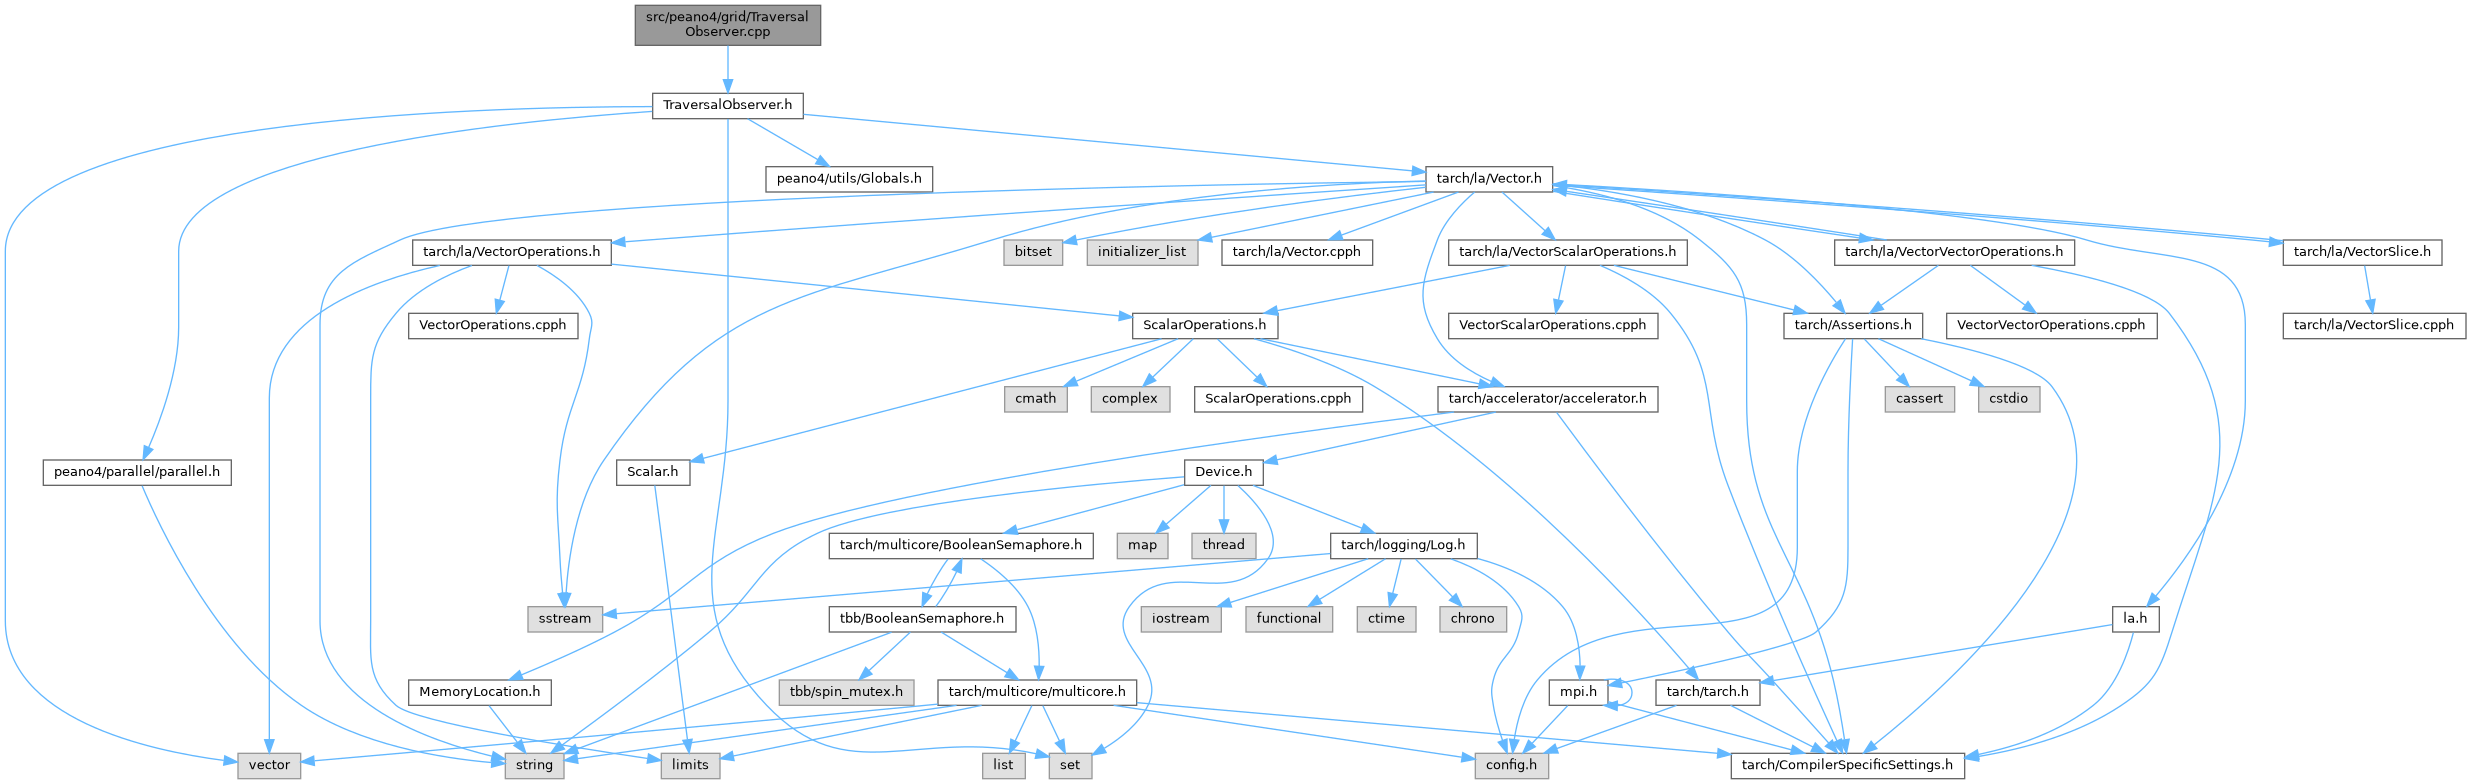 src/peano4/grid/Traversal
Observer.cpp
TraversalObserver.h
peano4/utils/Globals.h
tarch/la/Vector.h
tarch/la/VectorOperations.h
bitset
initializer_list
tarch/la/Vector.cpph
tarch/la/VectorScalarOperations.h
tarch/la/VectorVectorOperations.h
tarch/la/VectorSlice.h
VectorOperations.cpph
ScalarOperations.h
VectorScalarOperations.cpph
tarch/Assertions.h
VectorVectorOperations.cpph
tarch/la/VectorSlice.cpph
cmath
complex
ScalarOperations.cpph
tarch/accelerator/accelerator.h
cassert
cstdio
peano4/parallel/parallel.h
Scalar.h
Device.h
tarch/multicore/BooleanSemaphore.h
map
thread
tarch/logging/Log.h
sstream
tbb/BooleanSemaphore.h
iostream
functional
ctime
chrono
la.h
MemoryLocation.h
tbb/spin_mutex.h
tarch/multicore/multicore.h
mpi.h
tarch/tarch.h
vector
string
limits
list
set
config.h
tarch/CompilerSpecificSettings.h